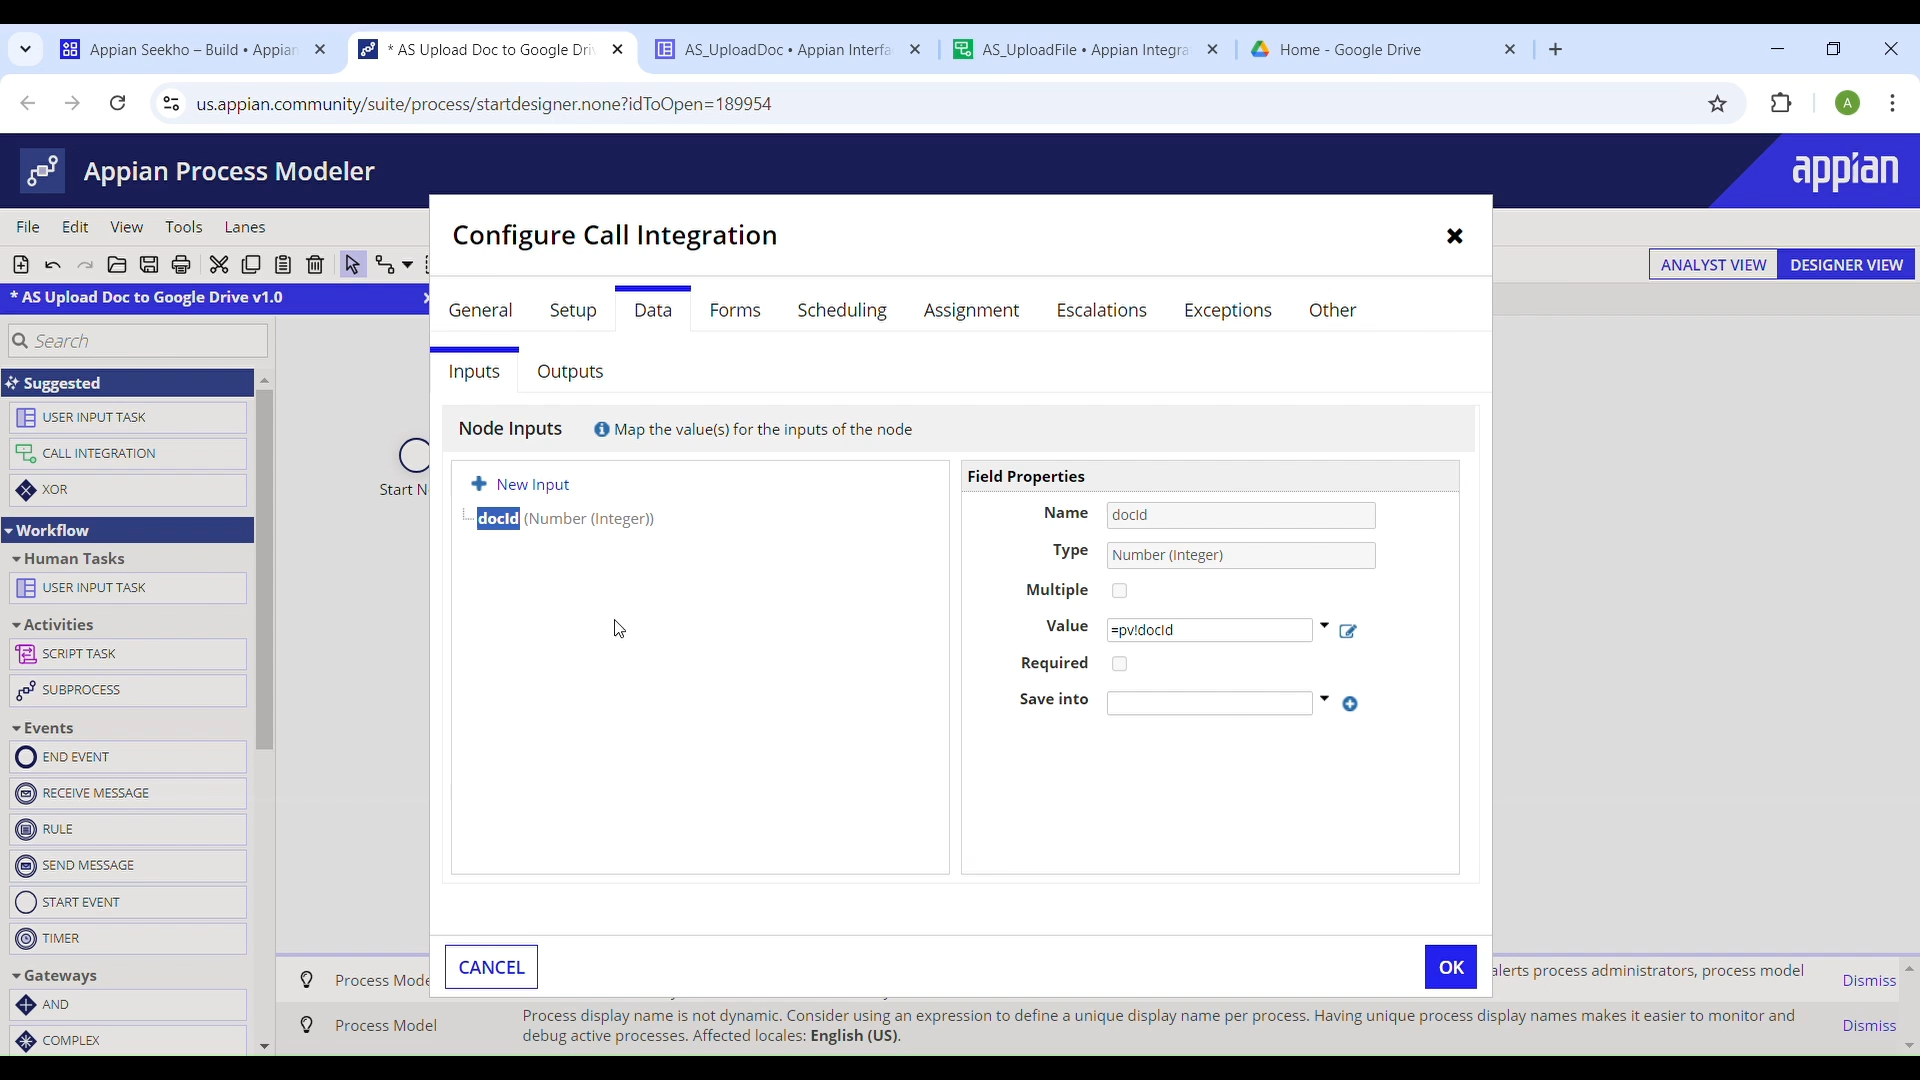 Appian Seekho – Build • Appian
* AS Upload Doc to Google Driv
AS_UploadDoc • Appian Interfa
AS_UploadFile • Appian Integra
Home - Google Drive
us.appian.community/suite/process/startdesigner.none?idToOpen=189954
A
Appian Process Modeler
appian
File Edit View Tools Lanes
ANALYST VIEW
DESIGNER VIEW
* AS Upload Doc to Google Drive v1.0
Search
Suggested
USER INPUT TASK
CALL INTEGRATION
XOR
Workflow
Human Tasks
USER INPUT TASK
Activities
SCRIPT TASK
SUBPROCESS
Events
END EVENT
RECEIVE MESSAGE
RULE
SEND MESSAGE
START EVENT
TIMER
Gateways
AND
COMPLEX
Start N
Configure Call Integration
General Setup Data Forms Scheduling Assignment Escalations Exceptions Other
Inputs Outputs
Node Inputs Map the value(s) for the inputs of the node
New Input
docId (Number (Integer))
Field Properties
Name docId
Type Number (Integer)
Multiple
Value =pv!docId
Required
Save into
CANCEL
OK
Process Mode
alerts process administrators, process model
Dismiss
Process Model
Process display name is not dynamic. Consider using an expression to define a unique display name per process. Having unique process display names makes it easier to monitor and
debug active processes. Affected locales: English (US).
Dismiss